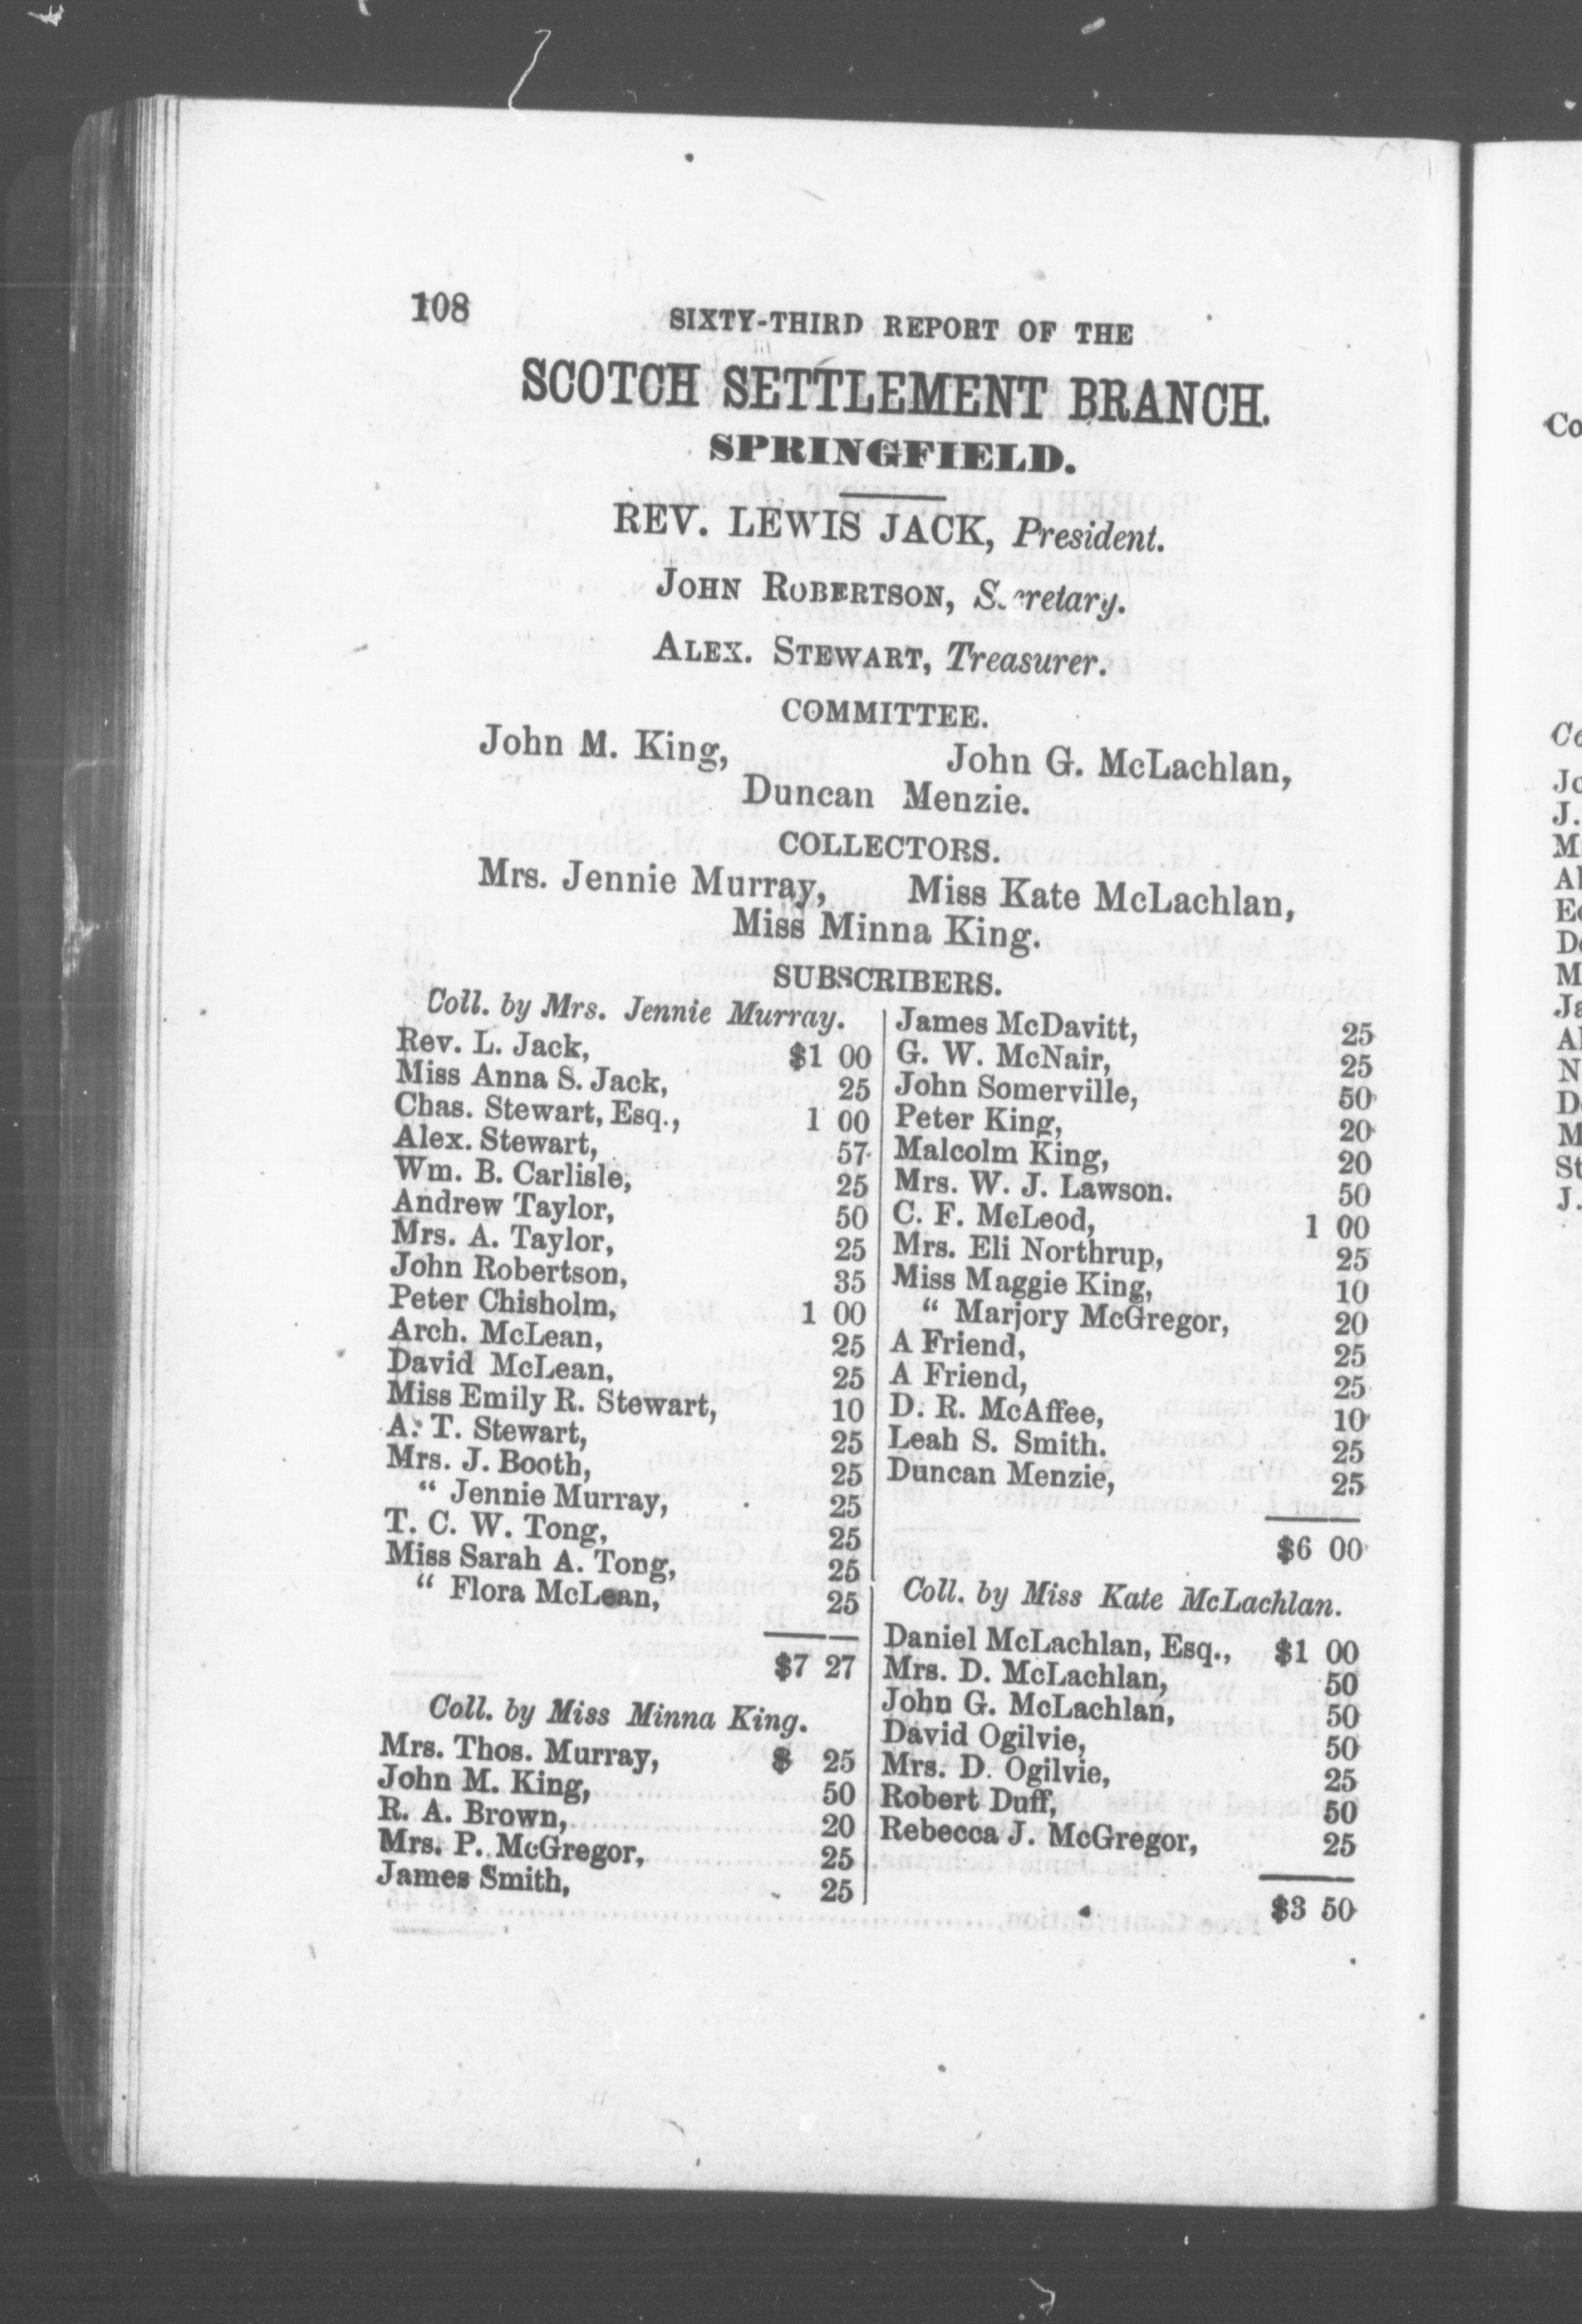 108
SIXTY-THIRD REPORT OF THE
SCOTCH SETTLEMENT BRANCH.
SPRINGFIELD.
REV. LEWIS JACK, President.
JOHN ROBERTSON, Secretary.
ALEX. STEWART, Treasurer.
COMMITTEE.
John M. King, John G. McLachlan,
Duncan Menzie.
COLLECTORS.
Mrs. Jennie Murray, Miss Kate McLachlan,
Miss Minna King.
SUBSCRIBERS.
Coll. by Mrs. Jennie Murray.
Rev. L. Jack, $1 00
Miss Anna S. Jack, 25
Chas. Stewart, Esq., 1 00
Alex. Stewart, 57
Wm. B. Carlisle, 25
Andrew Taylor, 50
Mrs. A. Taylor, 25
John Robertson, 35
Peter Chisholm, 1 00
Arch. McLean, 25
David McLean, 25
Miss Emily R. Stewart, 10
A. T. Stewart, 25
Mrs. J. Booth, 25
" Jennie Murray, 25
T. C. W. Tong, 25
Miss Sarah A. Tong, 25
" Flora McLean, 25
$7 27
Coll. by Miss Minna King.
Mrs. Thos. Murray, $ 25
John M. King, 50
R. A. Brown, 20
Mrs. P. McGregor, 25
James Smith, 25
James McDavitt, 25
G. W. McNair, 25
John Somerville, 50
Peter King, 20
Malcolm King, 20
Mrs. W. J. Lawson. 50
C. F. McLeod, 1 00
Mrs. Eli Northrup, 25
Miss Maggie King, 10
" Marjory McGregor, 20
A Friend, 25
A Friend, 25
D. R. McAffee, 10
Leah S. Smith. 25
Duncan Menzie, 25
$6 00
Coll. by Miss Kate McLachlan.
Daniel McLachlan, Esq., $1 00
Mrs. D. McLachlan, 50
John G. McLachlan, 50
David Ogilvie, 50
Mrs. D. Ogilvie, 25
Robert Duff, 50
Rebecca J. McGregor, 25
$3 50